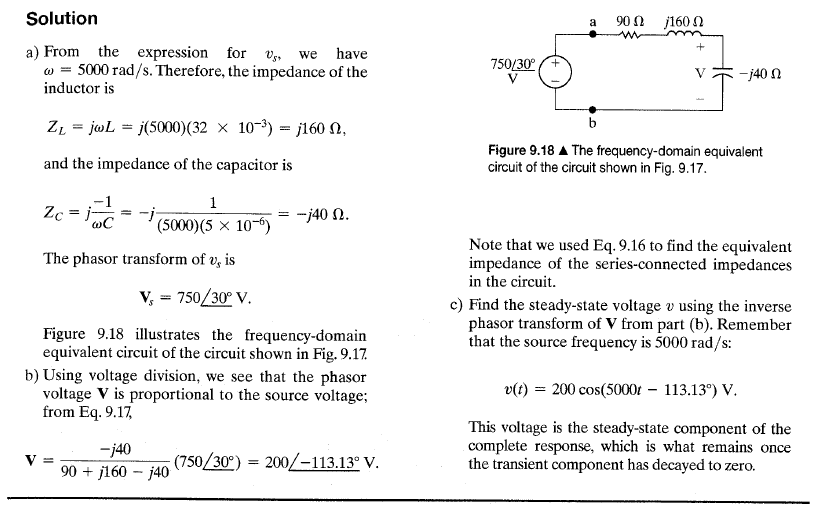 Solution
a) From the expression for vₛ, we have
ω = 5000 rad/s. Therefore, the impedance of the
inductor is
Z_L = jωL = j(5000)(32 × 10⁻³) = j160 Ω,
and the impedance of the capacitor is
Z_C = j −1/ωC = −j 1/((5000)(5 × 10⁻⁶)) = −j40 Ω.
The phasor transform of vₛ is
Vₛ = 750/30° V.
Figure 9.18 illustrates the frequency-domain
equivalent circuit of the circuit shown in Fig. 9.17.
b) Using voltage division, we see that the phasor
voltage V is proportional to the source voltage;
from Eq. 9.17,
V = −j40/(90 + j160 − j40) (750/30°) = 200/−113.13° V.
a 90 Ω j160 Ω
+
750/30°
V
+
−
V
−j40 Ω
−
b
Figure 9.18 ▲ The frequency-domain equivalent
circuit of the circuit shown in Fig. 9.17.
Note that we used Eq. 9.16 to find the equivalent
impedance of the series-connected impedances
in the circuit.
c) Find the steady-state voltage v using the inverse
phasor transform of V from part (b). Remember
that the source frequency is 5000 rad/s:
v(t) = 200 cos(5000t − 113.13°) V.
This voltage is the steady-state component of the
complete response, which is what remains once
the transient component has decayed to zero.